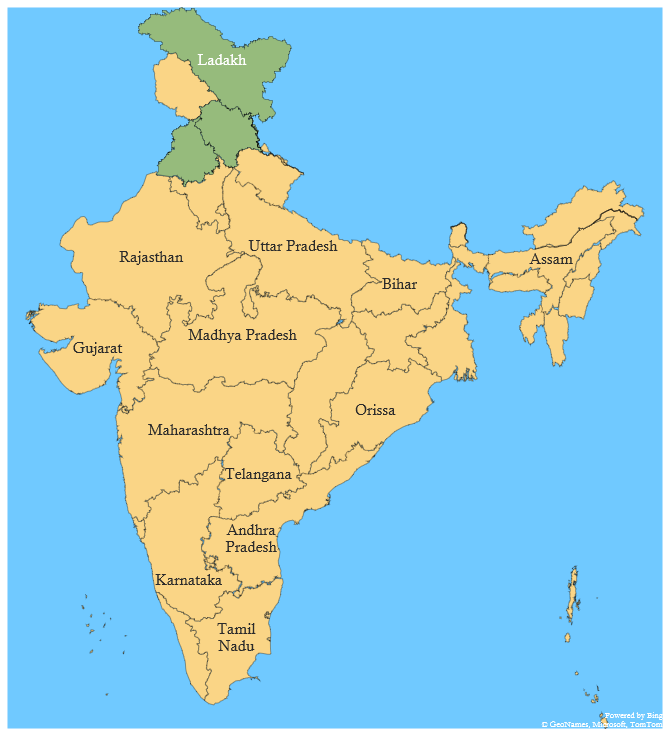 Ladakh
Uttar Pradesh
Rajasthan
Assam
Bihar
Madhya Pradesh
Gujarat
Orissa
Maharashtra
Telangana
Andhra
Pradesh
Karnataka
Tamil
Nadu
Powered by Bing
© GeoNames, Microsoft, TomTom